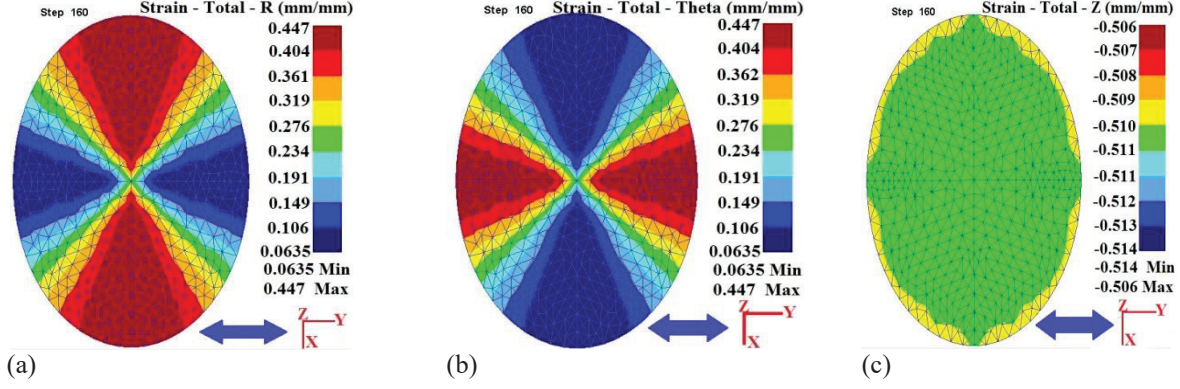 Step 160
Strain - Total - R (mm/mm)
0.447
0.404
0.361
0.319
0.276
0.234
0.191
0.149
0.106
0.0635
0.0635 Min
0.447 Max
Z
Y
X
(a)
Step 160
Strain - Total - Theta (mm/mm)
0.447
0.404
0.362
0.319
0.276
0.234
0.191
0.149
0.106
0.0635
0.0635 Min
0.447 Max
Z
Y
X
(b)
Step 160
Strain - Total - Z (mm/mm)
-0.506
-0.507
-0.508
-0.509
-0.510
-0.511
-0.511
-0.512
-0.513
-0.514
-0.514 Min
-0.506 Max
Z
Y
X
(c)